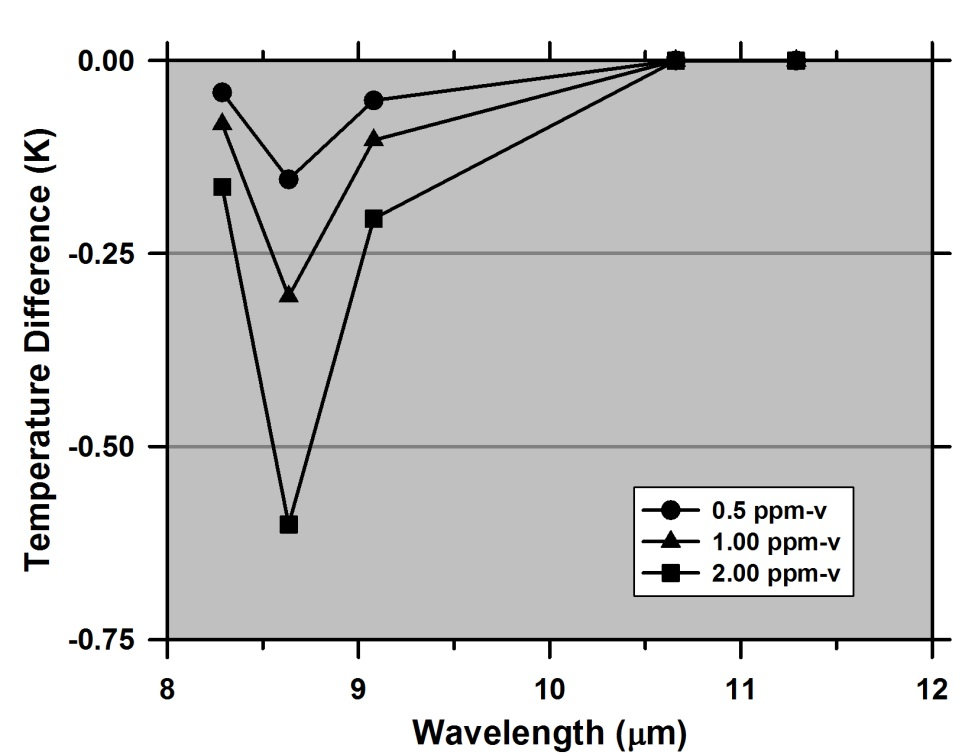 0.00
-0.25
-0.50
-0.75
Temperature Difference (K)
0.5 ppm-v
1.00 ppm-v
2.00 ppm-v
8 9 10 11 12
Wavelength (μm)